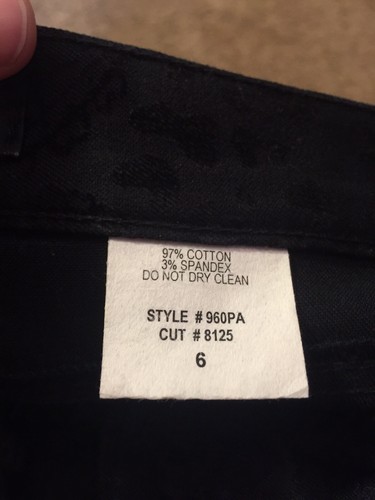 97% COTTON
3% SPANDEX
DO NOT DRY CLEAN
STYLE # 960PA
CUT # 8125
6